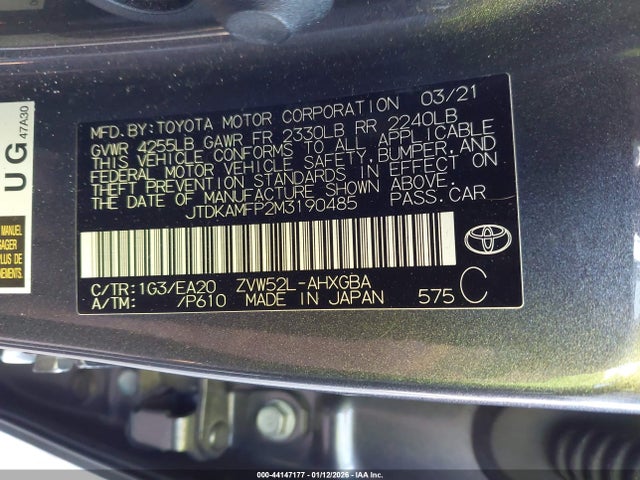 MFD. BY: TOYOTA MOTOR CORPORATION 03/21
GVWR 4255LB GAWR FR 2330LB RR 2240LB
THIS VEHICLE CONFORMS TO ALL APPLICABLE
FEDERAL MOTOR VEHICLE SAFETY, BUMPER, AND
THEFT PREVENTION STANDARDS IN EFFECT ON
THE DATE OF MANUFACTURE SHOWN ABOVE.
JTDKAMFP2M3190485 PASS. CAR
C/TR: 1G3/EA20 ZVW52L-AHXGBA
A/TM: /P610 MADE IN JAPAN 575 C
UG
47A30
MANUEL
PLUS DE
000-44147177 - 01/12/2026 - IAA Inc.